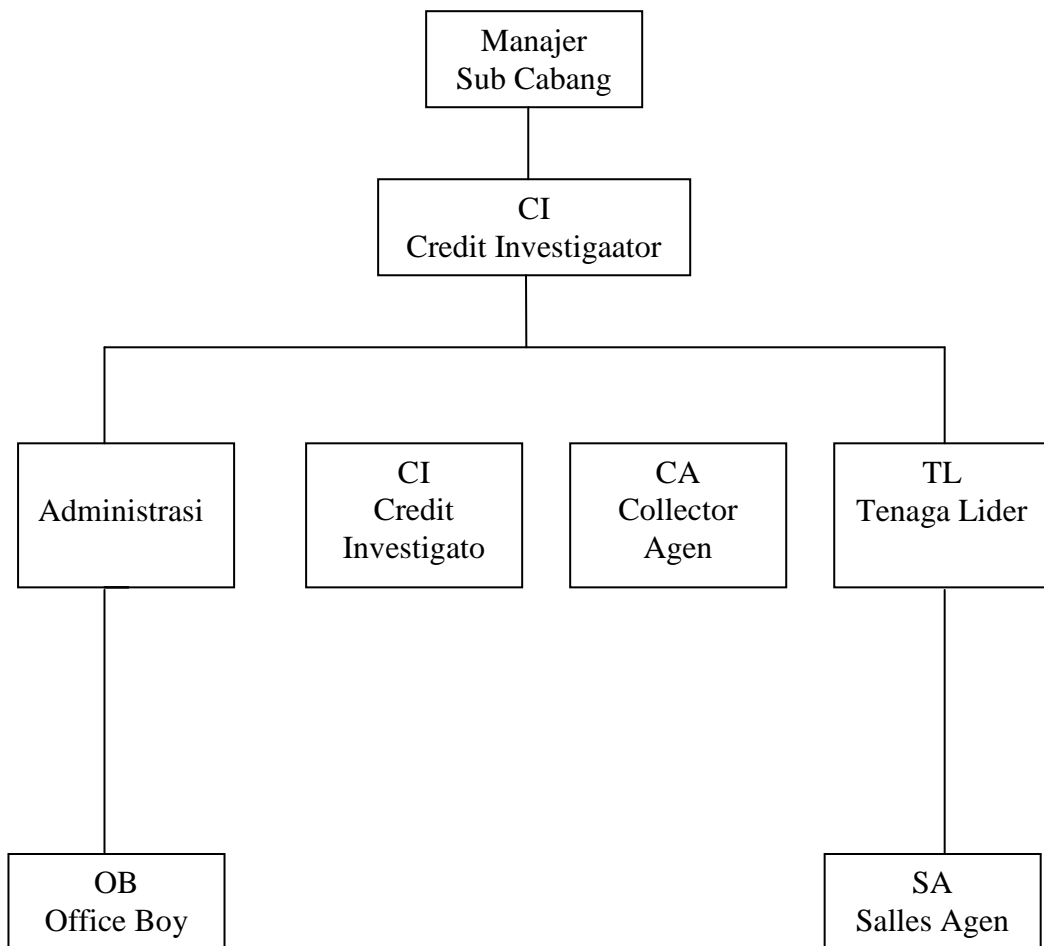 Manajer
Sub Cabang
CI
Credit Investigaator
Administrasi
CI
Credit
Investigato
CA
Collector
Agen
TL
Tenaga Lider
OB
Office Boy
SA
Salles Agen